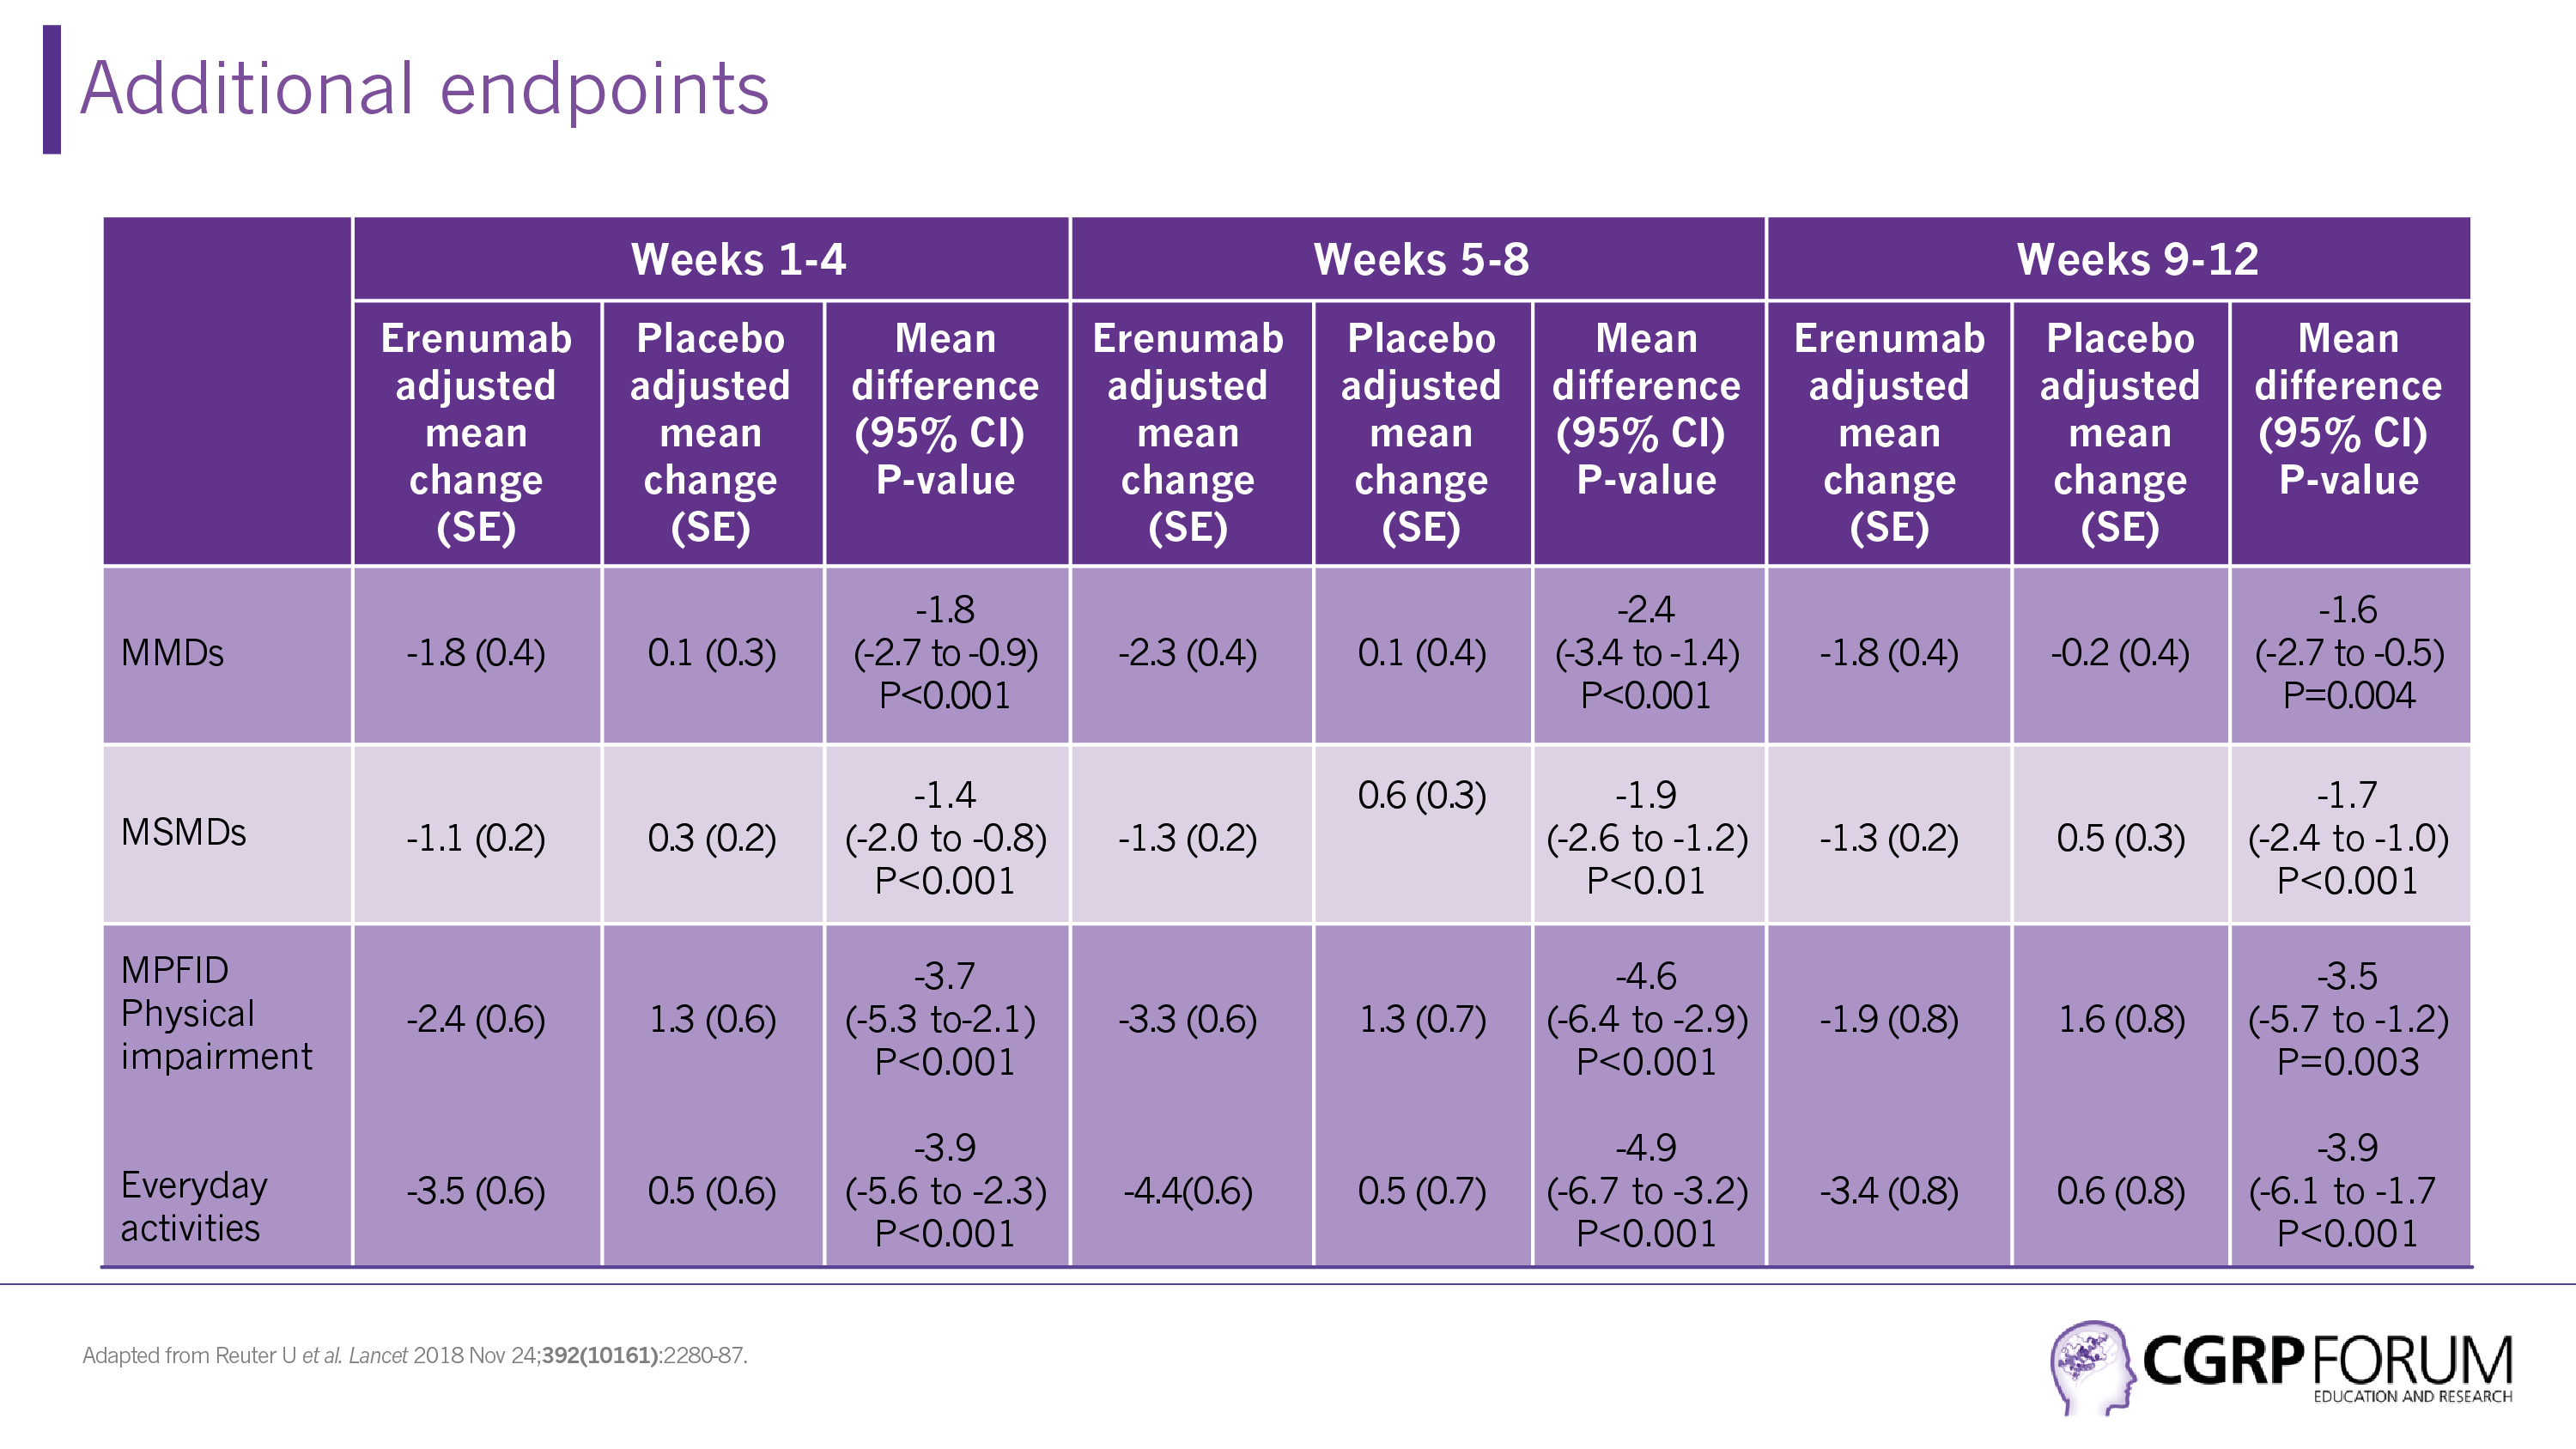 Additional endpoints
Weeks 1-4
Weeks 5-8
Weeks 9-12
Erenumab
adjusted
mean
change
(SE)
Placebo
adjusted
mean
change
(SE)
Mean
difference
(95% CI)
P-value
Erenumab
adjusted
mean
change
(SE)
Placebo
adjusted
mean
change
(SE)
Mean
difference
(95% CI)
P-value
Erenumab
adjusted
mean
change
(SE)
Placebo
adjusted
mean
change
(SE)
Mean
difference
(95% CI)
P-value
MMDs
-1.8 (0.4)
0.1 (0.3)
-1.8
(-2.7 to -0.9)
P<0.001
-2.3 (0.4)
0.1 (0.4)
-2.4
(-3.4 to -1.4)
P<0.001
-1.8 (0.4)
-0.2 (0.4)
-1.6
(-2.7 to -0.5)
P=0.004
MSMDs
-1.1 (0.2)
0.3 (0.2)
-1.4
(-2.0 to -0.8)
P<0.001
-1.3 (0.2)
0.6 (0.3)
-1.9
(-2.6 to -1.2)
P<0.01
-1.3 (0.2)
0.5 (0.3)
-1.7
(-2.4 to -1.0)
P<0.001
MPFID
Physical
impairment
-2.4 (0.6)
1.3 (0.6)
-3.7
(-5.3 to-2.1)
P<0.001
-3.3 (0.6)
1.3 (0.7)
-4.6
(-6.4 to -2.9)
P<0.001
-1.9 (0.8)
1.6 (0.8)
-3.5
(-5.7 to -1.2)
P=0.003
Everyday
activities
-3.5 (0.6)
0.5 (0.6)
-3.9
(-5.6 to -2.3)
P<0.001
-4.4(0.6)
0.5 (0.7)
-4.9
(-6.7 to -3.2)
P<0.001
-3.4 (0.8)
0.6 (0.8)
-3.9
(-6.1 to -1.7
P<0.001
Adapted from Reuter U et al. Lancet 2018 Nov 24;392(10161):2280-87.
CGRP FORUM
EDUCATION AND RESEARCH